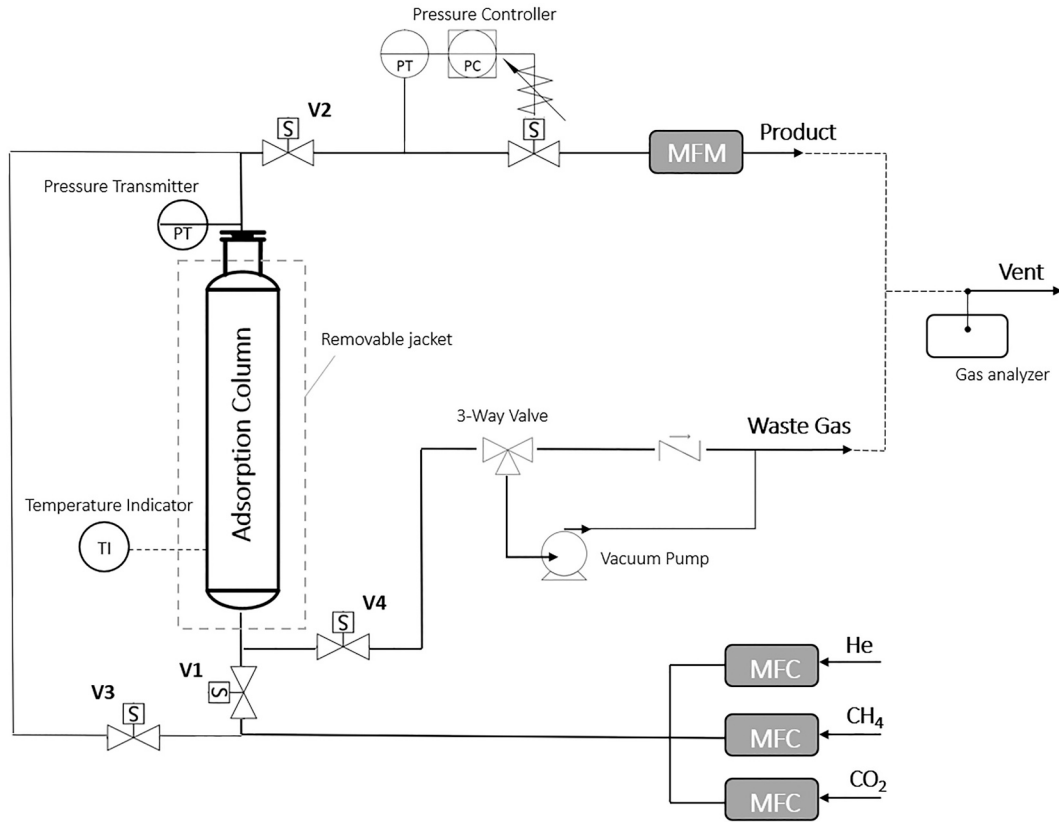 Pressure Controller
PT
PC
V2
S
S
MFM
Product
Pressure Transmitter
PT
Vent
Removable jacket
Adsorption Column
Gas analyzer
3-Way Valve
Waste Gas
Temperature Indicator
TI
Vacuum Pump
V4
S
V1
S
V3
S
He
MFC
CH₄
MFC
CO₂
MFC